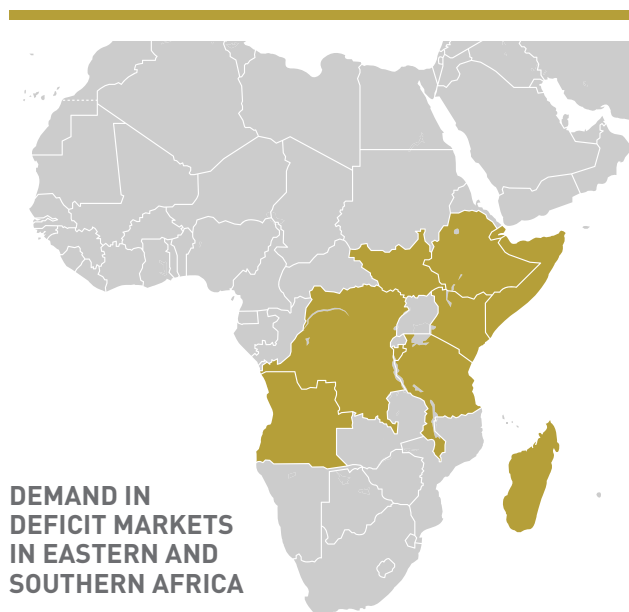 DEMAND IN
DEFICIT MARKETS
IN EASTERN AND
SOUTHERN AFRICA